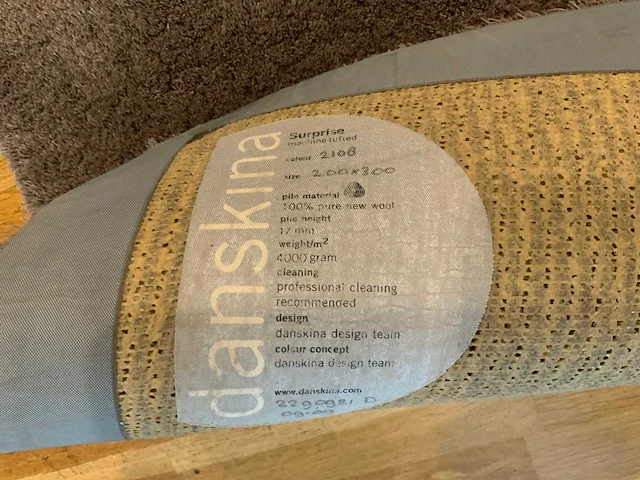 danskina
Surprise
machine tufted
colour 2108
size 2.00x3.00
pile material
100% pure new wool
pile height
17 mm
weight/m²
4000 gram
cleaning
professional cleaning
recommended
design
danskina design team
colour concept
danskina design team
www.danskina.com